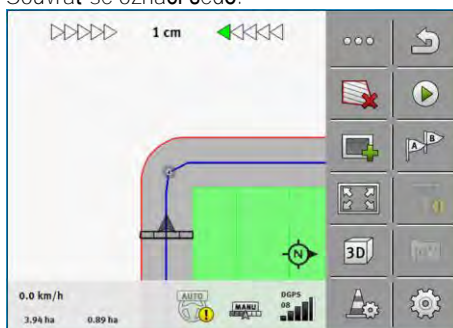 Souvrať se označí šedě.
1 cm
A B
N
3D
0.0 km/h
AUTO
MANU
DGPS
08
3.94 ha 0.89 ha